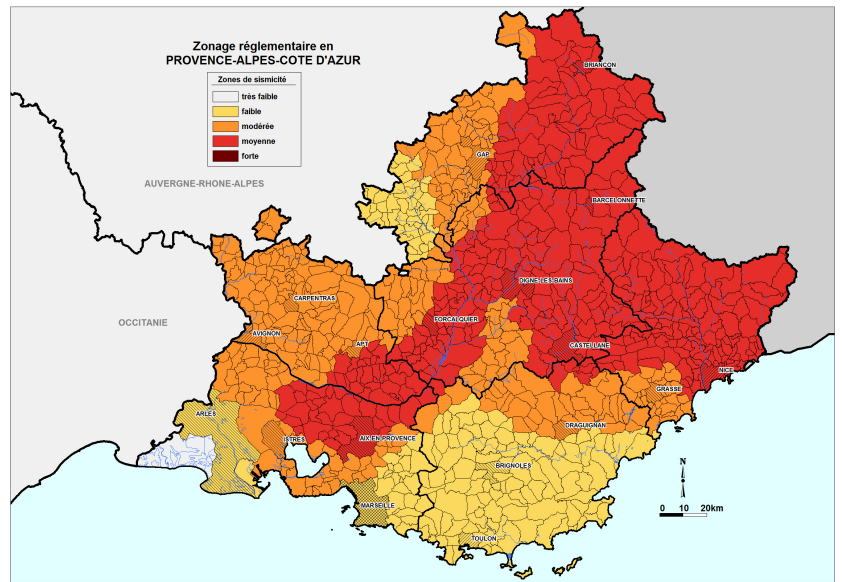 Zonage réglementaire en
PROVENCE-ALPES-COTE D'AZUR
Zones de sismicité
très faible
faible
modérée
moyenne
forte
BRIANÇON
GAP
AUVERGNE-RHONE-ALPES
BARCELONNETTE
DIGNE-LES-BAINS
CARPENTRAS
OCCITANIE
FORCALQUIER
AVIGNON
APT
CASTELLANE
NICE
GRASSE
ARLES
DRAGUIGNAN
ISTRES
AIX-EN-PROVENCE
BRIGNOLES
N
MARSEILLE
0 10 20km
TOULON